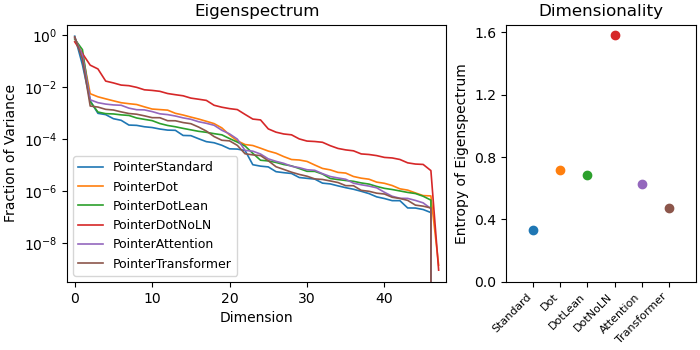 Eigenspectrum
Fraction of Variance
10⁰
10⁻²
10⁻⁴
10⁻⁶
10⁻⁸
PointerStandard
PointerDot
PointerDotLean
PointerDotNoLN
PointerAttention
PointerTransformer
0
10
20
30
40
Dimension
Dimensionality
Entropy of Eigenspectrum
1.6
1.2
0.8
0.4
0.0
Standard
Dot
DotLean
DotNoLN
Attention
Transformer